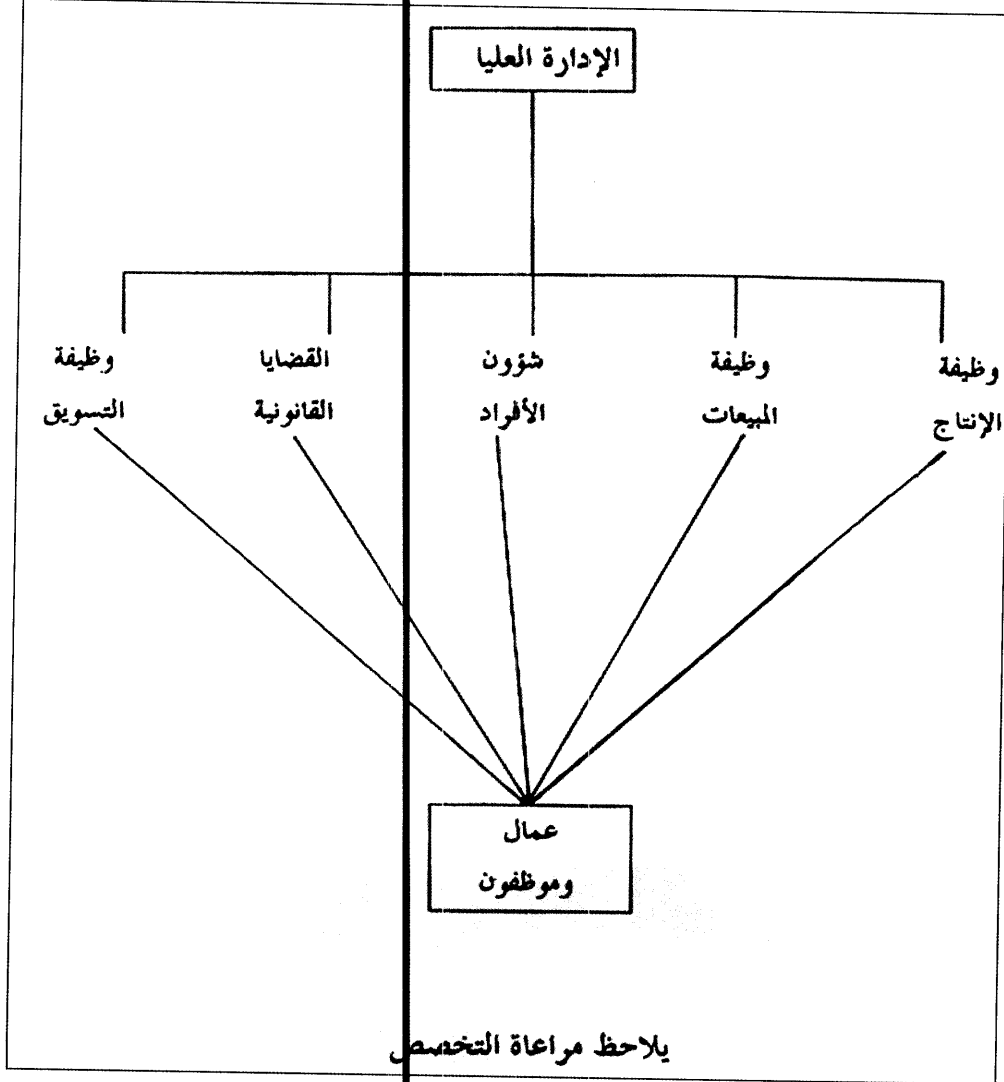 الإدارة العليا
وظيفة
الإنتاج
وظيفة
المبيعات
شؤون
الأفراد
القضايا
القانونية
وظيفة
التسويق
عمال
وموظفون
يلاحظ مراعاة التخصص